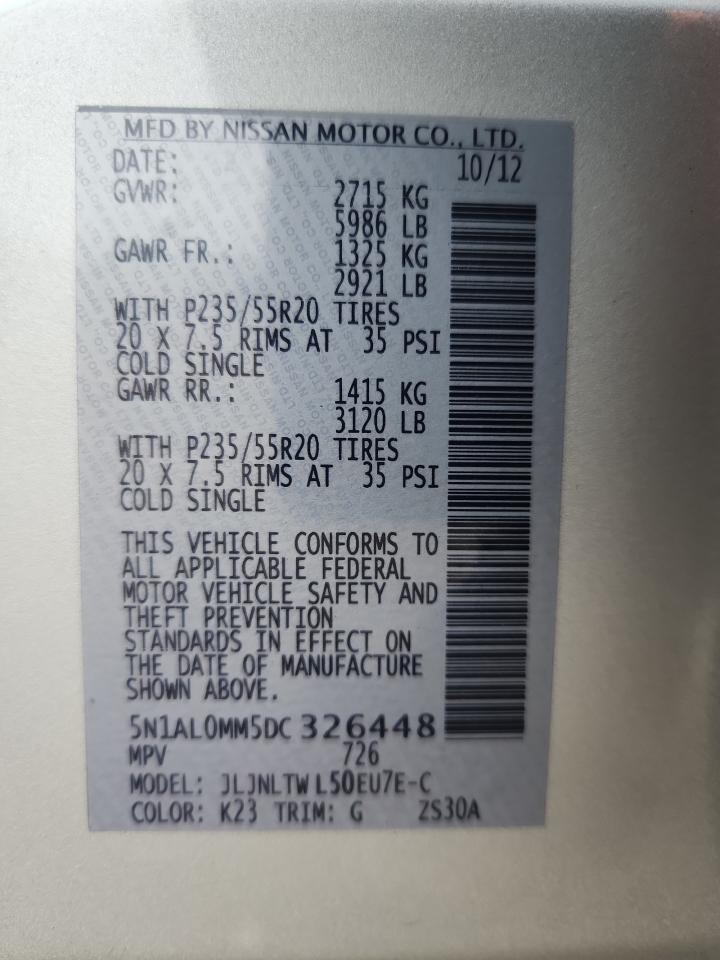 MFD BY NISSAN MOTOR CO., LTD.
DATE: 10/12
GVWR: 2715 KG
5986 LB
GAWR FR.: 1325 KG
2921 LB
WITH P235/55R20 TIRES
20 X 7.5 RIMS AT 35 PSI
COLD SINGLE
GAWR RR.: 1415 KG
3120 LB
WITH P235/55R20 TIRES
20 X 7.5 RIMS AT 35 PSI
COLD SINGLE
THIS VEHICLE CONFORMS TO
ALL APPLICABLE FEDERAL
MOTOR VEHICLE SAFETY AND
THEFT PREVENTION
STANDARDS IN EFFECT ON
THE DATE OF MANUFACTURE
SHOWN ABOVE.
5N1AL0MM5DC 326448
MPV 726
MODEL: JLJNLTWL50EU7E-C
COLOR: K23 TRIM: G ZS30A